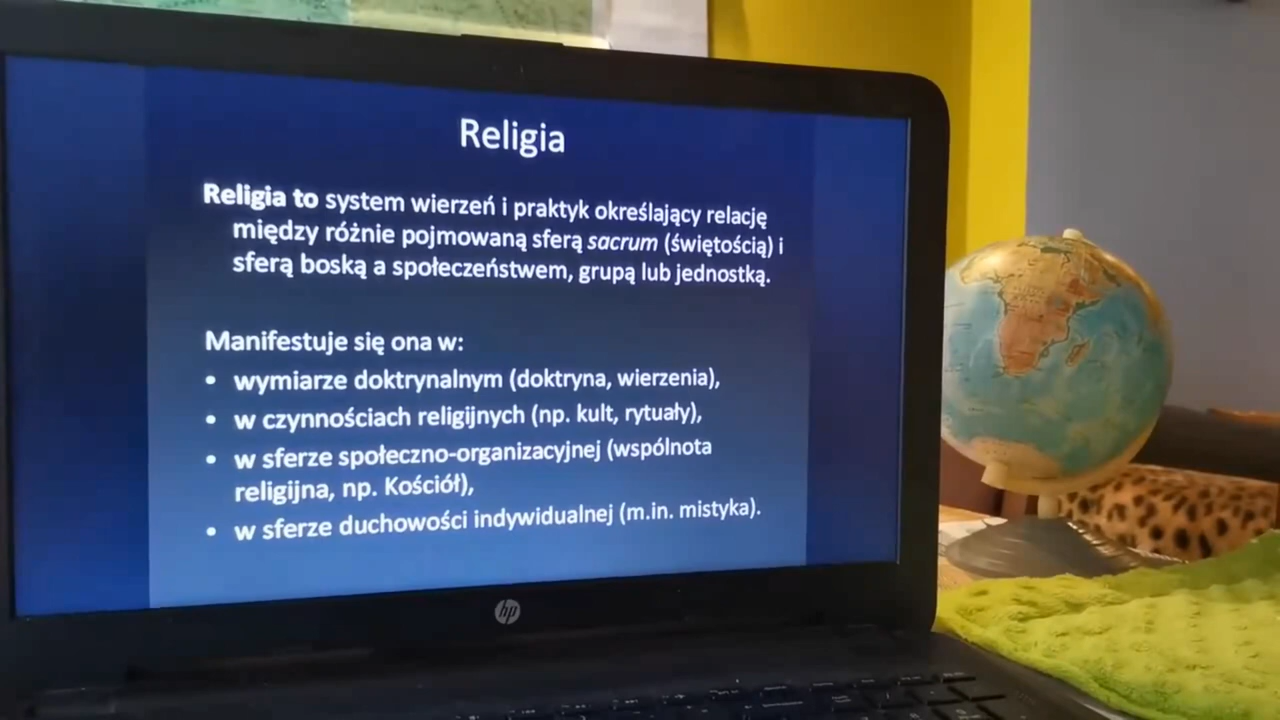 Religia
Religia to system wierzeń i praktyk określający relację
między różnie pojmowaną sferą sacrum (świętością) i
sferą boską a społeczeństwem, grupą lub jednostką.
Manifestuje się ona w:
• wymiarze doktrynalnym (doktryna, wierzenia),
• w czynnościach religijnych (np. kult, rytuały),
• w sferze społeczno-organizacyjnej (wspólnota
religijna, np. Kościół),
• w sferze duchowości indywidualnej (m.in. mistyka).
hp